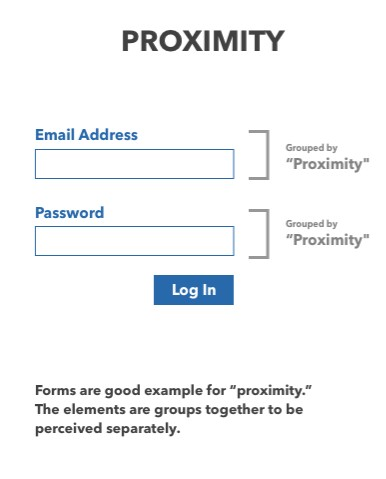 PROXIMITY
Email Address
Grouped by
“Proximity"
Password
Grouped by
“Proximity"
Log In
Forms are good example for “proximity.”
The elements are groups together to be
perceived separately.